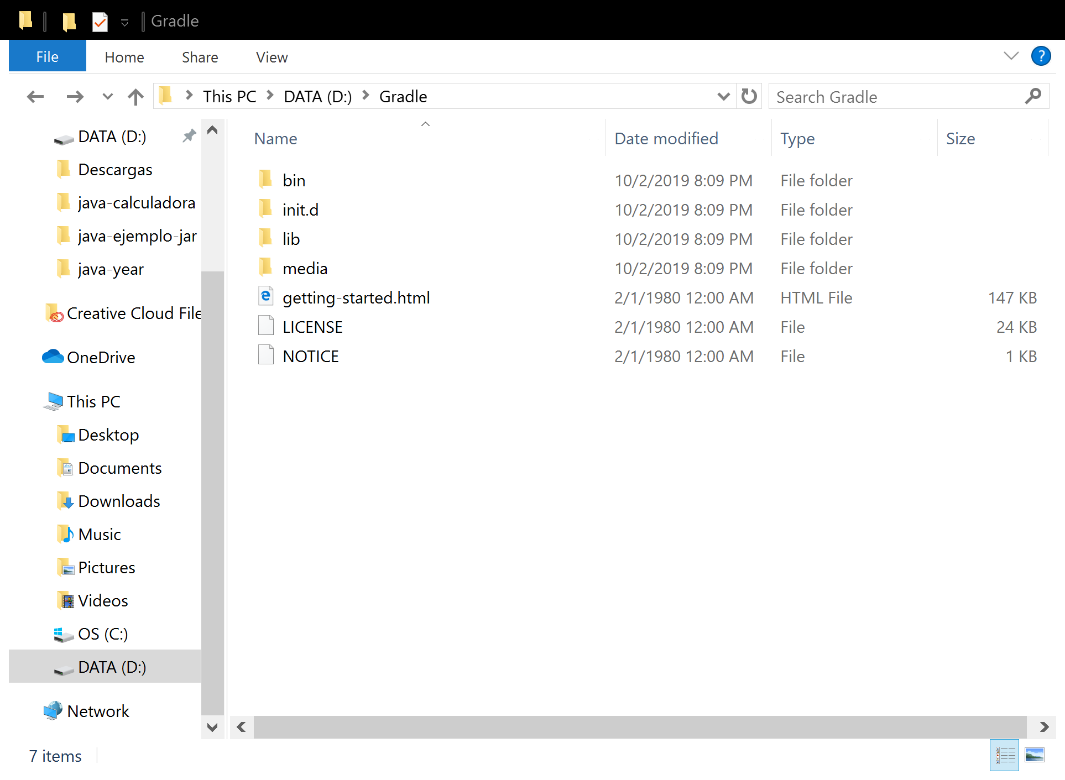 Gradle
File Home Share View
This PC DATA (D:) Gradle Search Gradle
DATA (D:)
Descargas
java-calculadora
java-ejemplo-jar
java-year
Creative Cloud File
OneDrive
This PC
Desktop
Documents
Downloads
Music
Pictures
Videos
OS (C:)
DATA (D:)
Network
Name Date modified Type Size
bin 10/2/2019 8:09 PM File folder
init.d 10/2/2019 8:09 PM File folder
lib 10/2/2019 8:09 PM File folder
media 10/2/2019 8:09 PM File folder
getting-started.html 2/1/1980 12:00 AM HTML File 147 KB
LICENSE 2/1/1980 12:00 AM File 24 KB
NOTICE 2/1/1980 12:00 AM File 1 KB
7 items